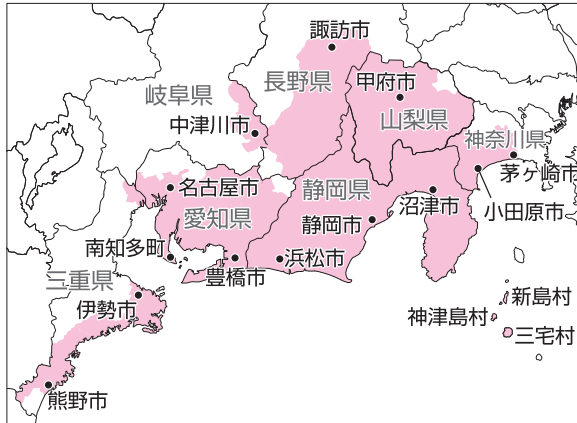 諏訪市
長野県
甲府市
岐阜県
山梨県
中津川市
神奈川県
茅ヶ崎市
名古屋市
静岡県
沼津市
小田原市
愛知県
静岡市
南知多町
豊橋市
浜松市
三重県
伊勢市
新島村
神津島村
三宅村
熊野市